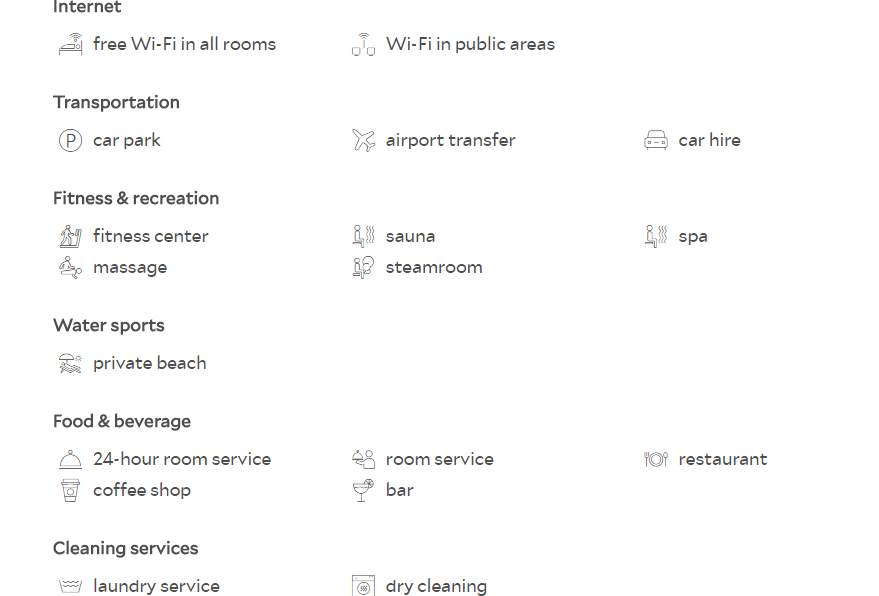 Internet
free Wi-Fi in all rooms
Wi-Fi in public areas
Transportation
P car park
airport transfer
car hire
Fitness & recreation
fitness center
sauna
spa
massage
steamroom
Water sports
private beach
Food & beverage
24-hour room service
room service
restaurant
coffee shop
bar
Cleaning services
laundry service
dry cleaning